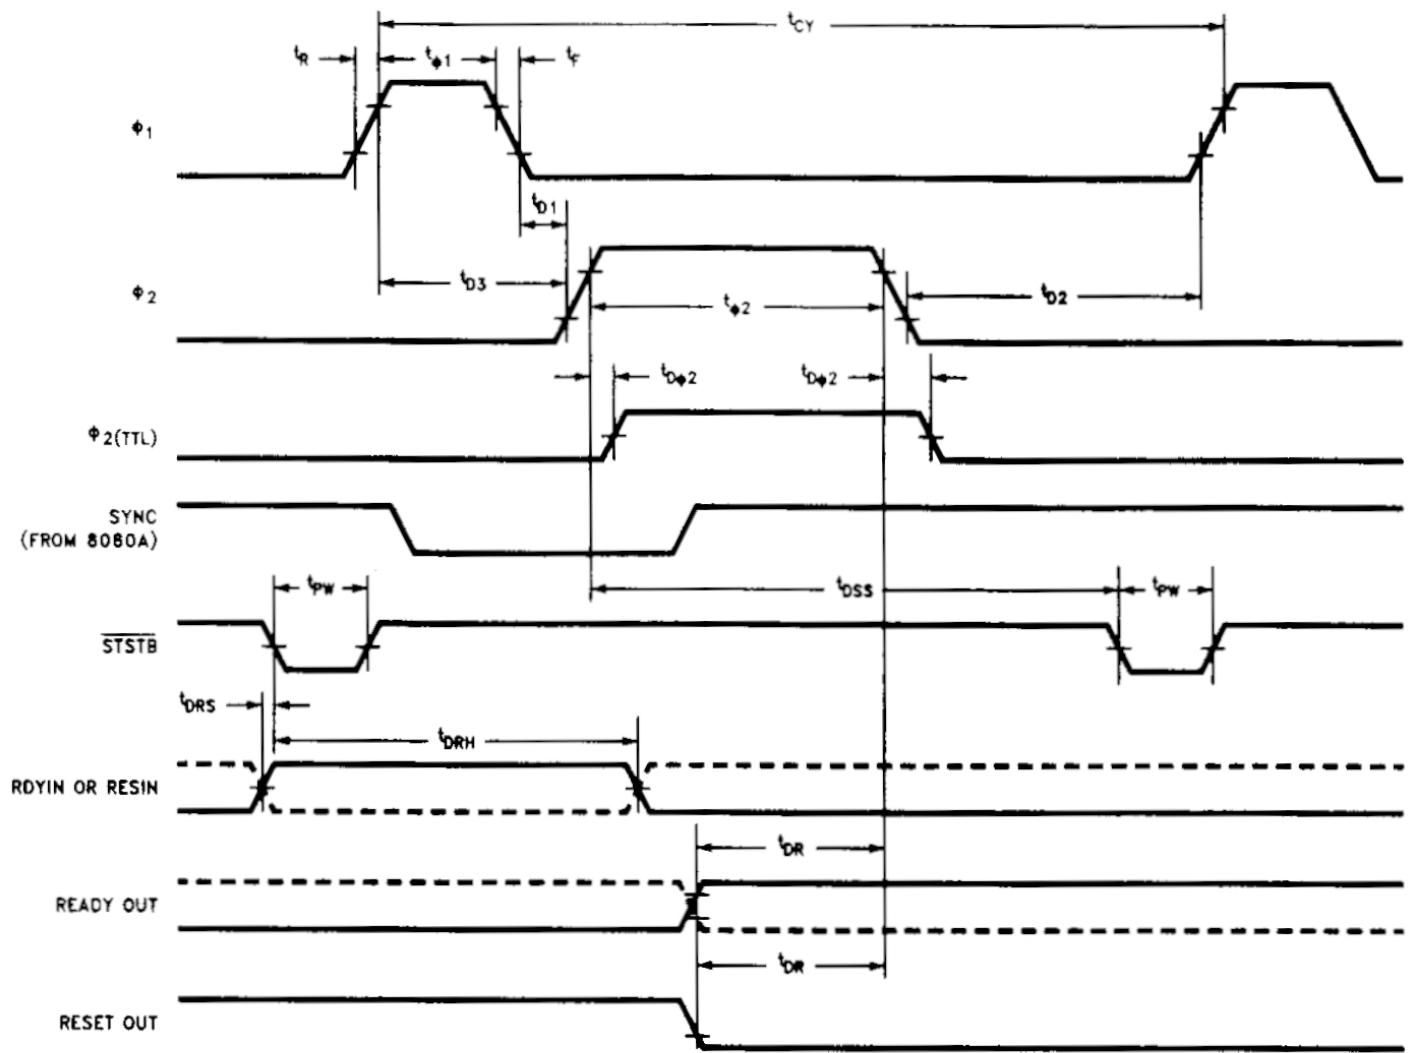 tCY
tR tϕ1 tF
ϕ1
tD1
tD3 tD2
ϕ2
tϕ2
tDϕ2 tDϕ2
ϕ2(TTL)
SYNC
(FROM 8080A)
tPW tDSS tPW
STSTB
tDRS
tDRH
RDYIN OR RESIN
tDR
READY OUT
tDR
RESET OUT